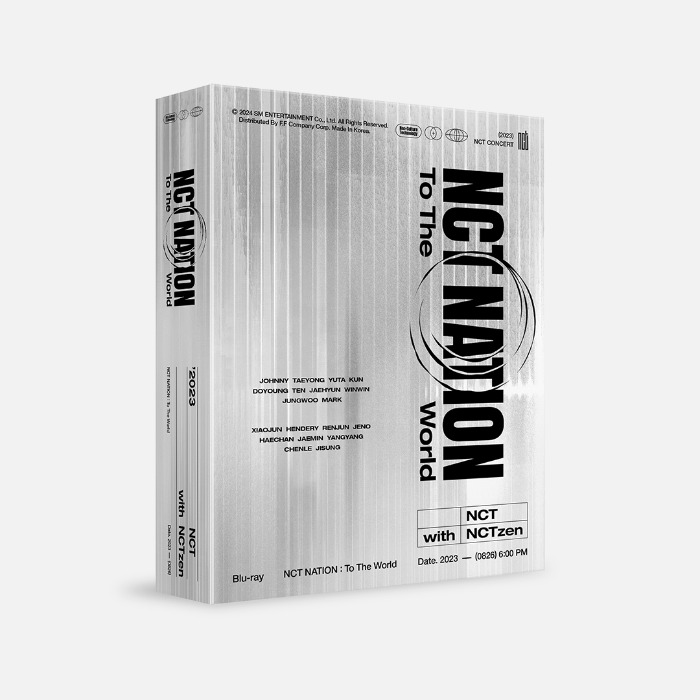 © 2024 SM ENTERTAINMENT Co., Ltd. All Rights Reserved.
Distributed By F.F Company Corp. Made In Korea.
[2023]
NCT CONCERT
NCT NATION
To The World
JOHNNY TAEYONG YUTA KUN
DOYOUNG TEN JAEHYUN WINWIN
JUNGWOO MARK
XIAOJUN HENDERY RENJUN JENO
HAECHAN JAEMIN YANGYANG
CHENLE JISUNG
NCT
with NCTzen
Blu-ray
NCT NATION : To The World
Date. 2023 — (0826) 6:00 PM
NCT NATION
To The World
'2023
NCT NATION : To The World
NCT
with NCTzen
Date. 2023 — (0826)